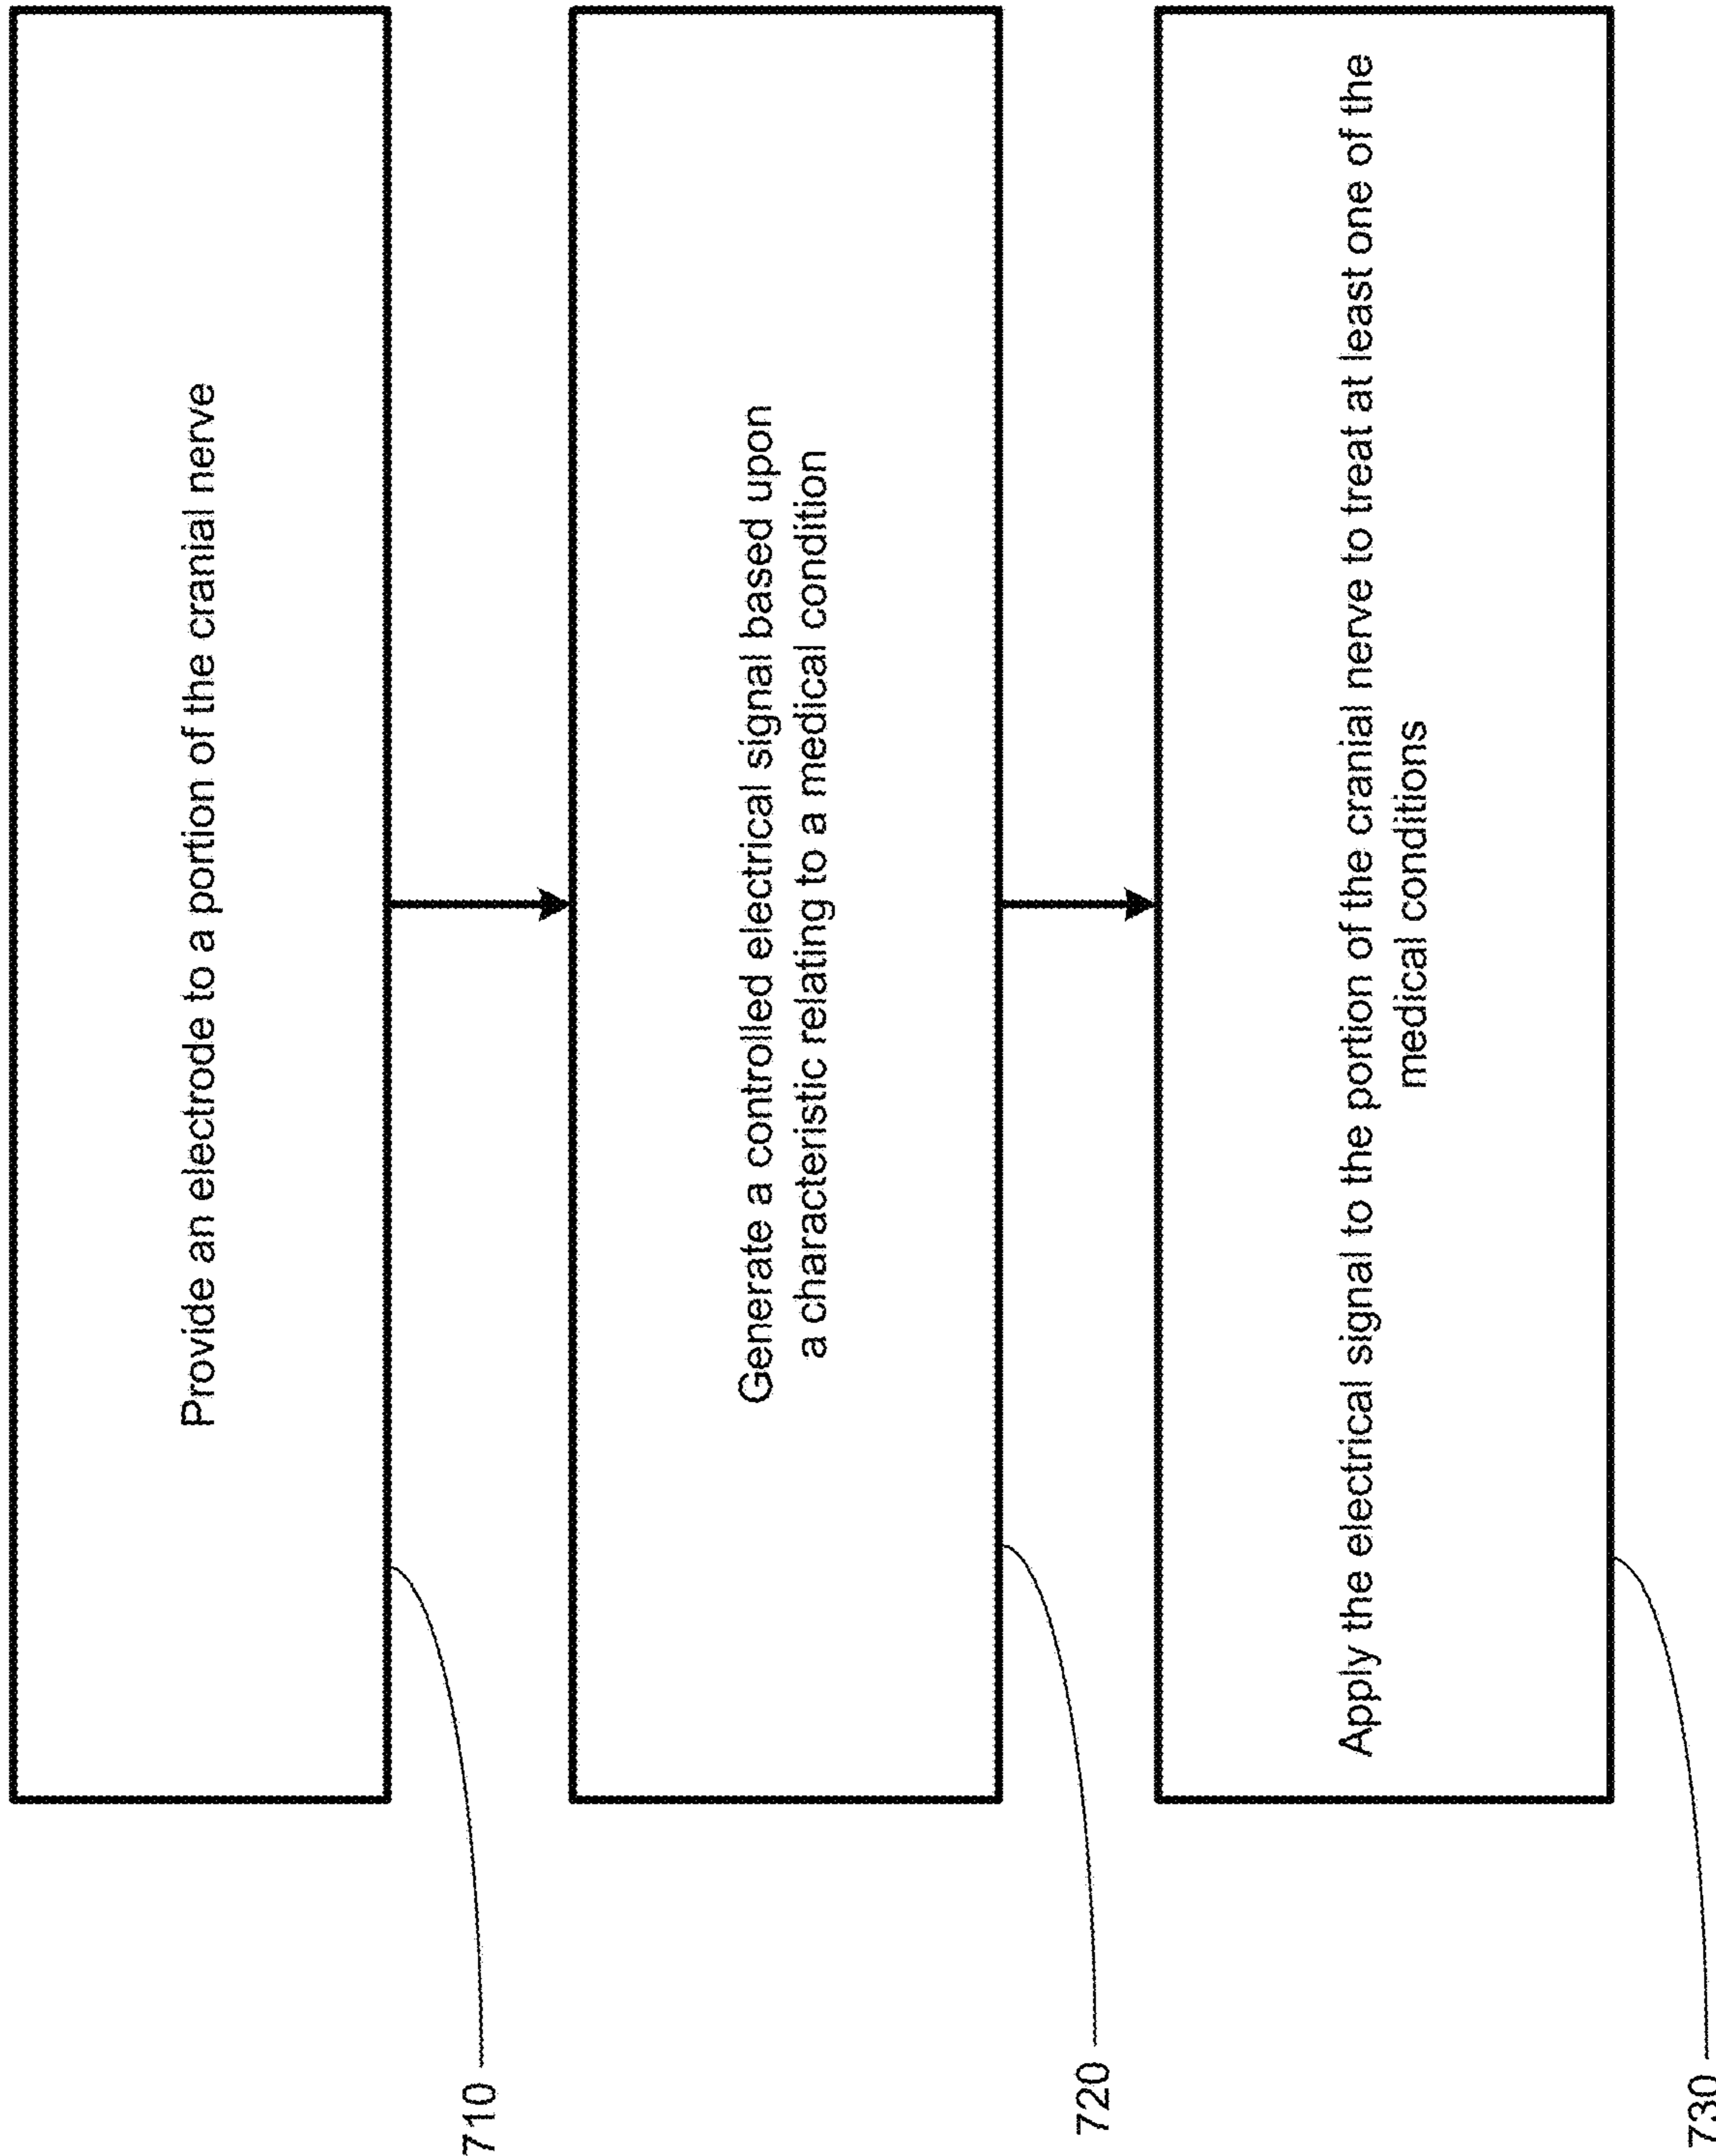 Provide an electrode to a portion of the cranial nerve
710
Generate a controlled electrical signal based upon
a characteristic relating to a medical condition
720
Apply the electrical signal to the portion of the cranial nerve to treat at least one of the
medical conditions
730